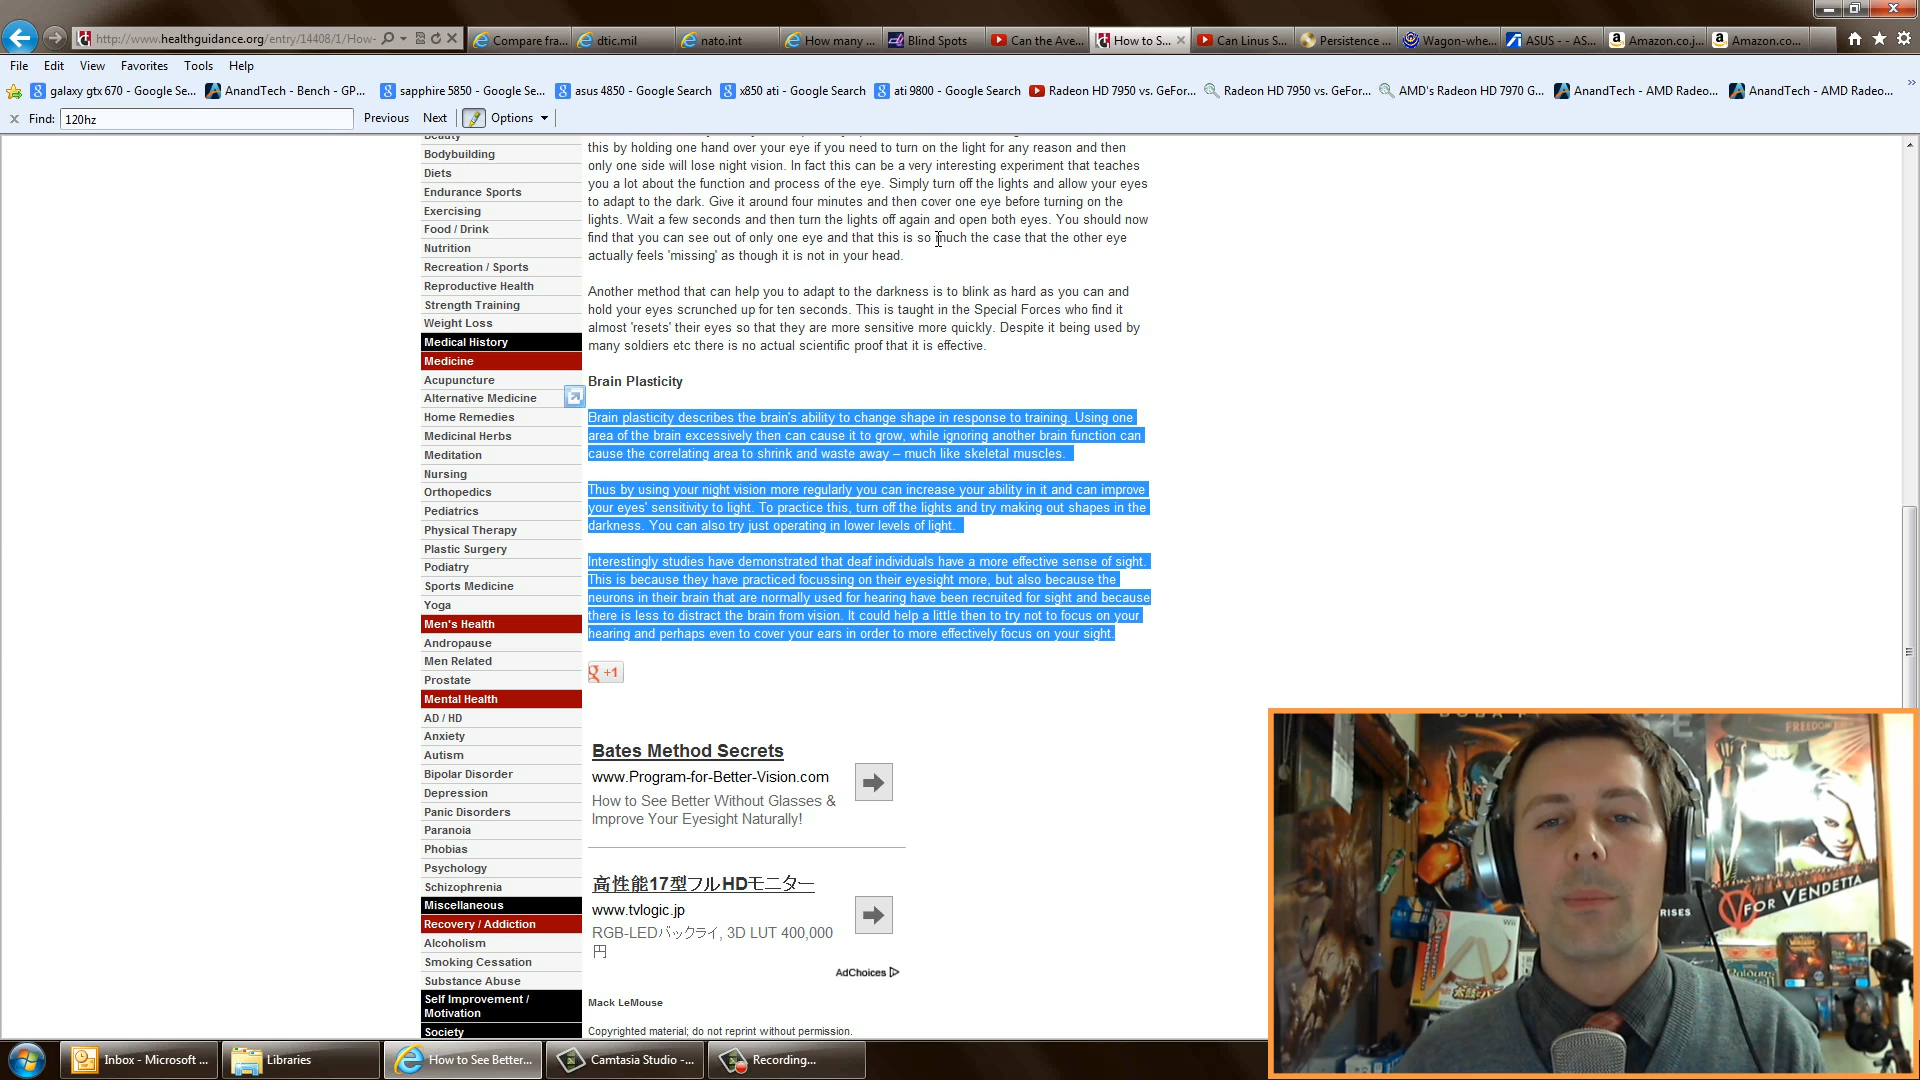 http://www.healthguidance.org/entry/14408/1/How-
Compare fra...
dtic.mil
nato.int
How many ...
Blind Spots
Can the Ave...
How to S...
Can Linus S...
Persistence ...
Wagon-whe...
ASUS - - AS...
Amazon.co.j...
Amazon.co...
File Edit View Favorites Tools Help
galaxy gtx 670 - Google Se...
AnandTech - Bench - GP...
sapphire 5850 - Google Se...
asus 4850 - Google Search
x850 ati - Google Search
ati 9800 - Google Search
Radeon HD 7950 vs. GeFor...
Radeon HD 7950 vs. GeFor...
AMD's Radeon HD 7970 G...
AnandTech - AMD Radeo...
AnandTech - AMD Radeo...
Find: 120hz Previous Next Options
Beauty
Bodybuilding
Diets
Endurance Sports
Exercising
Food / Drink
Nutrition
Recreation / Sports
Reproductive Health
Strength Training
Weight Loss
Medical History
Medicine
Acupuncture
Alternative Medicine
Home Remedies
Medicinal Herbs
Meditation
Nursing
Orthopedics
Pediatrics
Physical Therapy
Plastic Surgery
Podiatry
Sports Medicine
Yoga
Men's Health
Andropause
Men Related
Prostate
Mental Health
AD / HD
Anxiety
Autism
Bipolar Disorder
Depression
Panic Disorders
Paranoia
Phobias
Psychology
Schizophrenia
Miscellaneous
Recovery / Addiction
Alcoholism
Smoking Cessation
Substance Abuse
Self Improvement /
Motivation
Society
this by holding one hand over your eye if you need to turn on the light for any reason and then
only one side will lose night vision. In fact this can be a very interesting experiment that teaches
you a lot about the function and process of the eye. Simply turn off the lights and allow your eyes
to adapt to the dark. Give it around four minutes and then cover one eye before turning on the
lights. Wait a few seconds and then turn the lights off again and open both eyes. You should now
find that you can see out of only one eye and that this is so much the case that the other eye
actually feels 'missing' as though it is not in your head.
Another method that can help you to adapt to the darkness is to blink as hard as you can and
hold your eyes scrunched up for ten seconds. This is taught in the Special Forces who find it
almost 'resets' their eyes so that they are more sensitive more quickly. Despite it being used by
many soldiers etc there is no actual scientific proof that it is effective.
Brain Plasticity
Brain plasticity describes the brain's ability to change shape in response to training. Using one
area of the brain excessively then can cause it to grow, while ignoring another brain function can
cause the correlating area to shrink and waste away – much like skeletal muscles.
Thus by using your night vision more regularly you can increase your ability in it and can improve
your eyes' sensitivity to light. To practice this, turn off the lights and try making out shapes in the
darkness. You can also try just operating in lower levels of light.
Interestingly studies have demonstrated that deaf individuals have a more effective sense of sight.
This is because they have practiced focussing on their eyesight more, but also because the
neurons in their brain that are normally used for hearing have been recruited for sight and because
there is less to distract the brain from vision. It could help a little then to try not to focus on your
hearing and perhaps even to cover your ears in order to more effectively focus on your sight.
+1
Bates Method Secrets
www.Program-for-Better-Vision.com
How to See Better Without Glasses &
Improve Your Eyesight Naturally!
高性能17型フルHDモニター
www.tvlogic.jp
RGB-LEDバックライ, 3D LUT 400,000
円
AdChoices
Mack LeMouse
Copyrighted material; do not reprint without permission.
FREEDOM
V FOR VENDETTA
RISES
Wii
Inbox - Microsoft ...
Libraries
How to See Better...
Camtasia Studio -...
Recording...